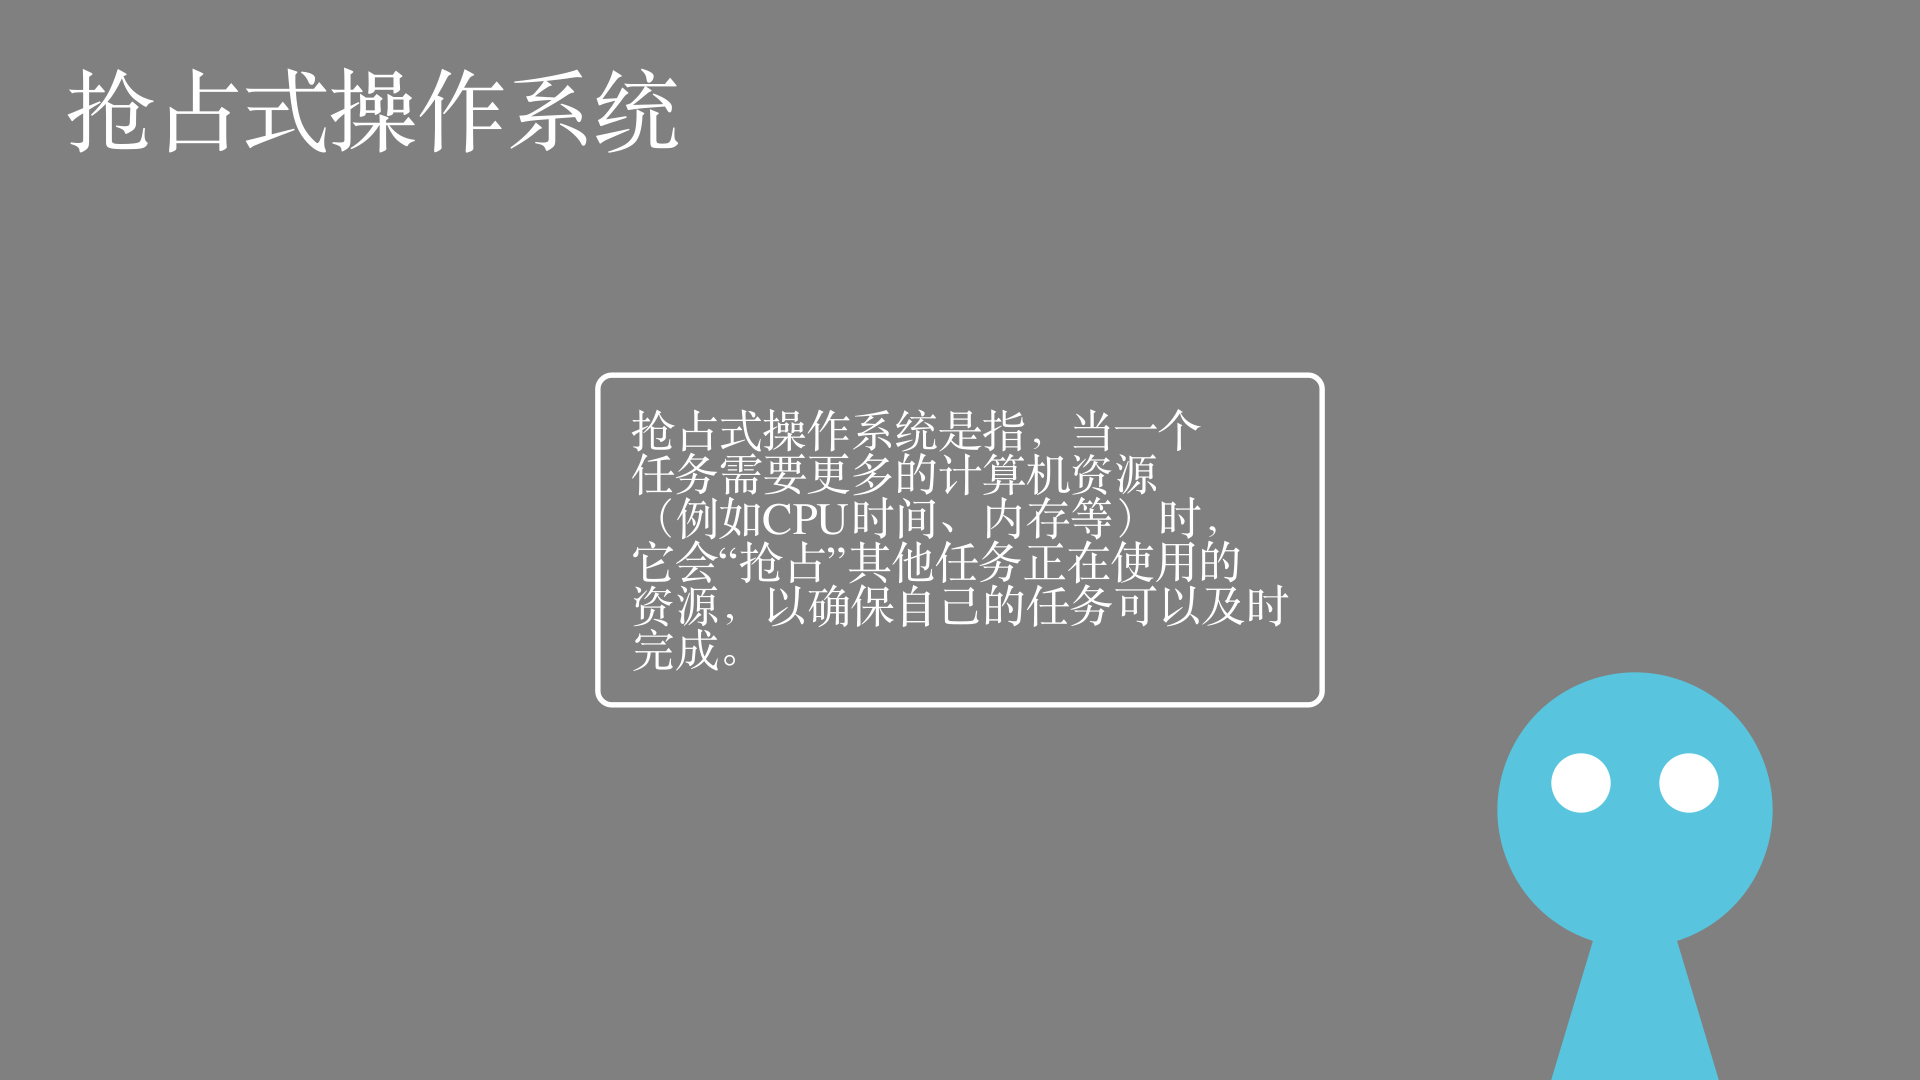 抢占式操作系统
抢占式操作系统是指，当一个
任务需要更多的计算机资源
（例如CPU时间、内存等）时，
它会“抢占”其他任务正在使用的
资源，以确保自己的任务可以及时
完成。